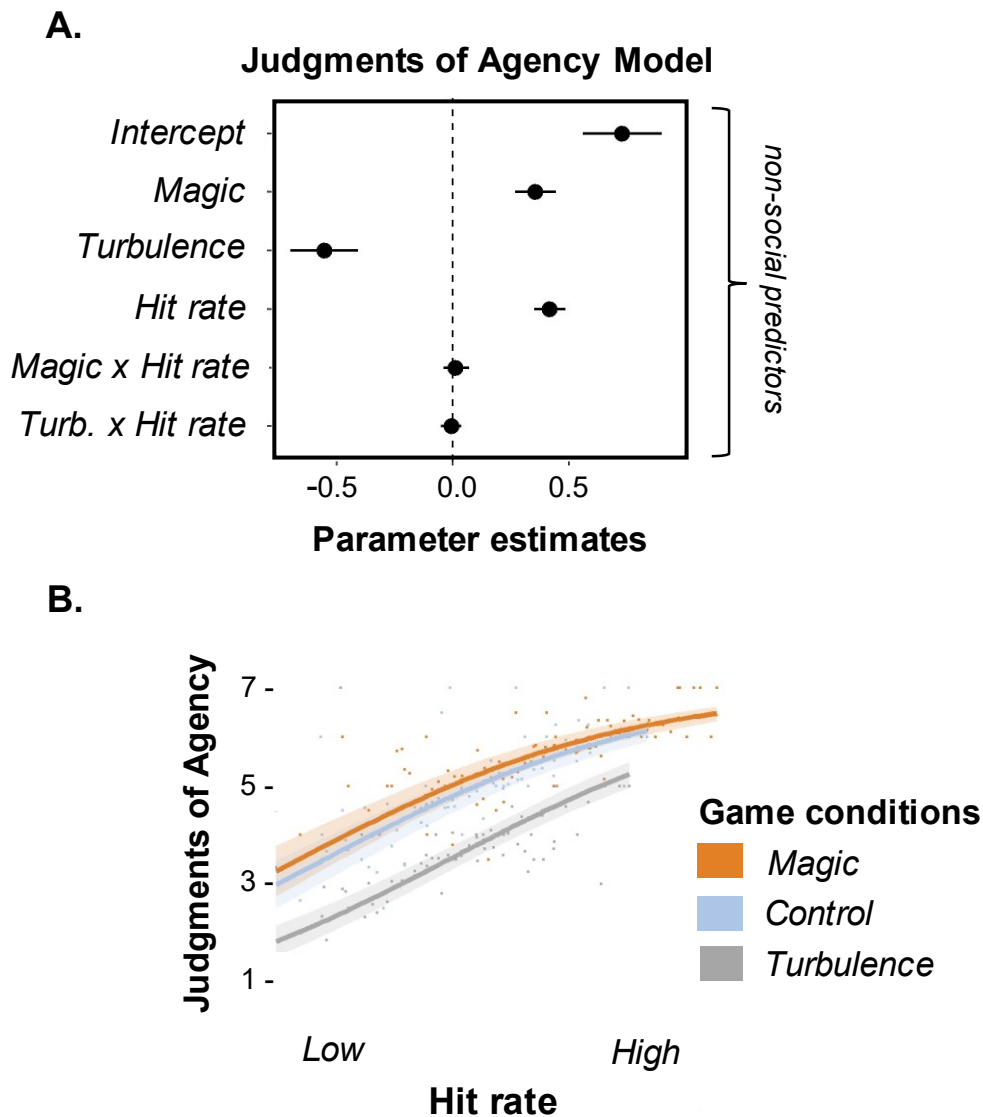 A.
Judgments of Agency Model
Intercept
Magic
Turbulence
Hit rate
Magic x Hit rate
Turb. x Hit rate
non-social predictors
-0.5 0.0 0.5
Parameter estimates
B.
Judgments of Agency
7 -
5 -
3 -
1 -
Game conditions
Magic
Control
Turbulence
Low High
Hit rate